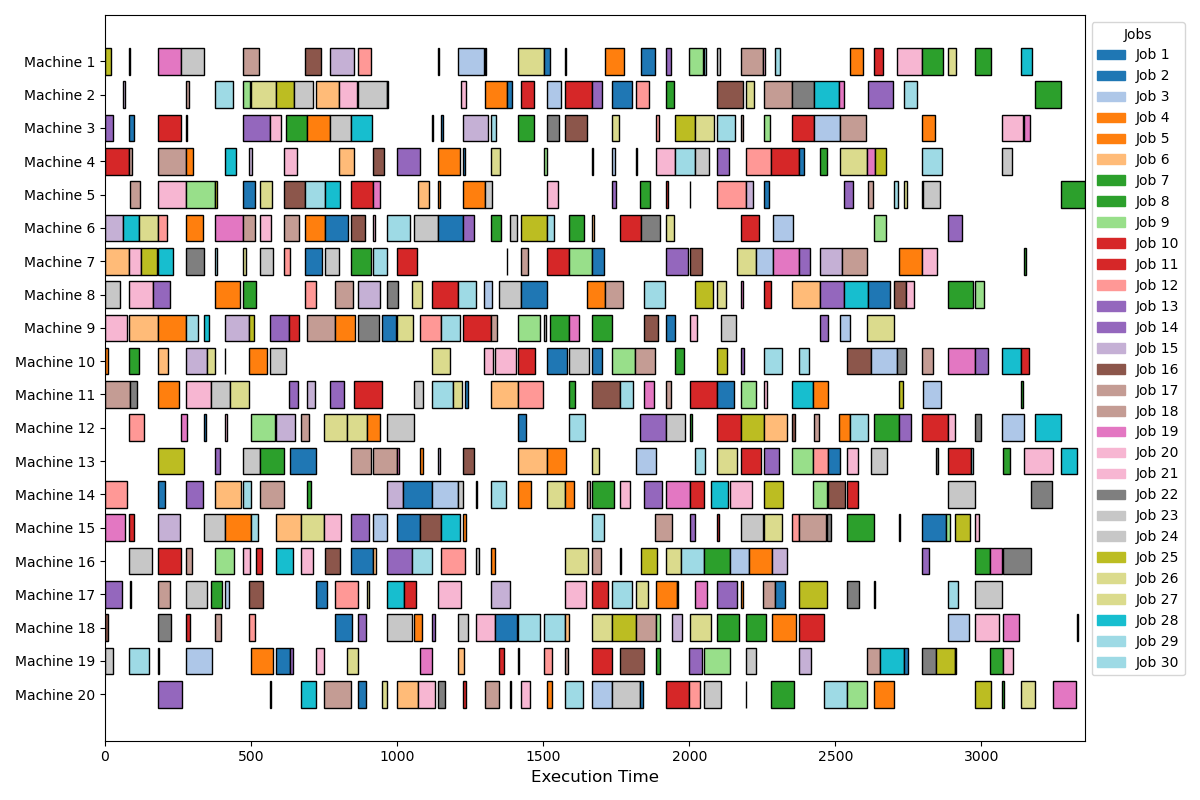 Machine 1
Machine 2
Machine 3
Machine 4
Machine 5
Machine 6
Machine 7
Machine 8
Machine 9
Machine 10
Machine 11
Machine 12
Machine 13
Machine 14
Machine 15
Machine 16
Machine 17
Machine 18
Machine 19
Machine 20
0 500 1000 1500 2000 2500 3000
Execution Time
Jobs
Job 1
Job 2
Job 3
Job 4
Job 5
Job 6
Job 7
Job 8
Job 9
Job 10
Job 11
Job 12
Job 13
Job 14
Job 15
Job 16
Job 17
Job 18
Job 19
Job 20
Job 21
Job 22
Job 23
Job 24
Job 25
Job 26
Job 27
Job 28
Job 29
Job 30